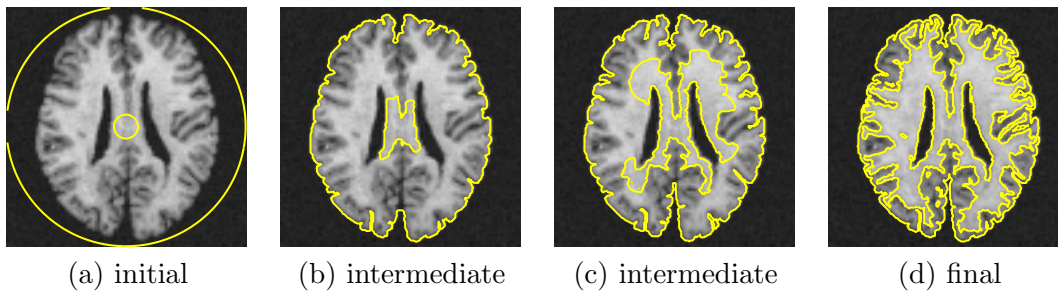 (a) initial
(b) intermediate
(c) intermediate
(d) final